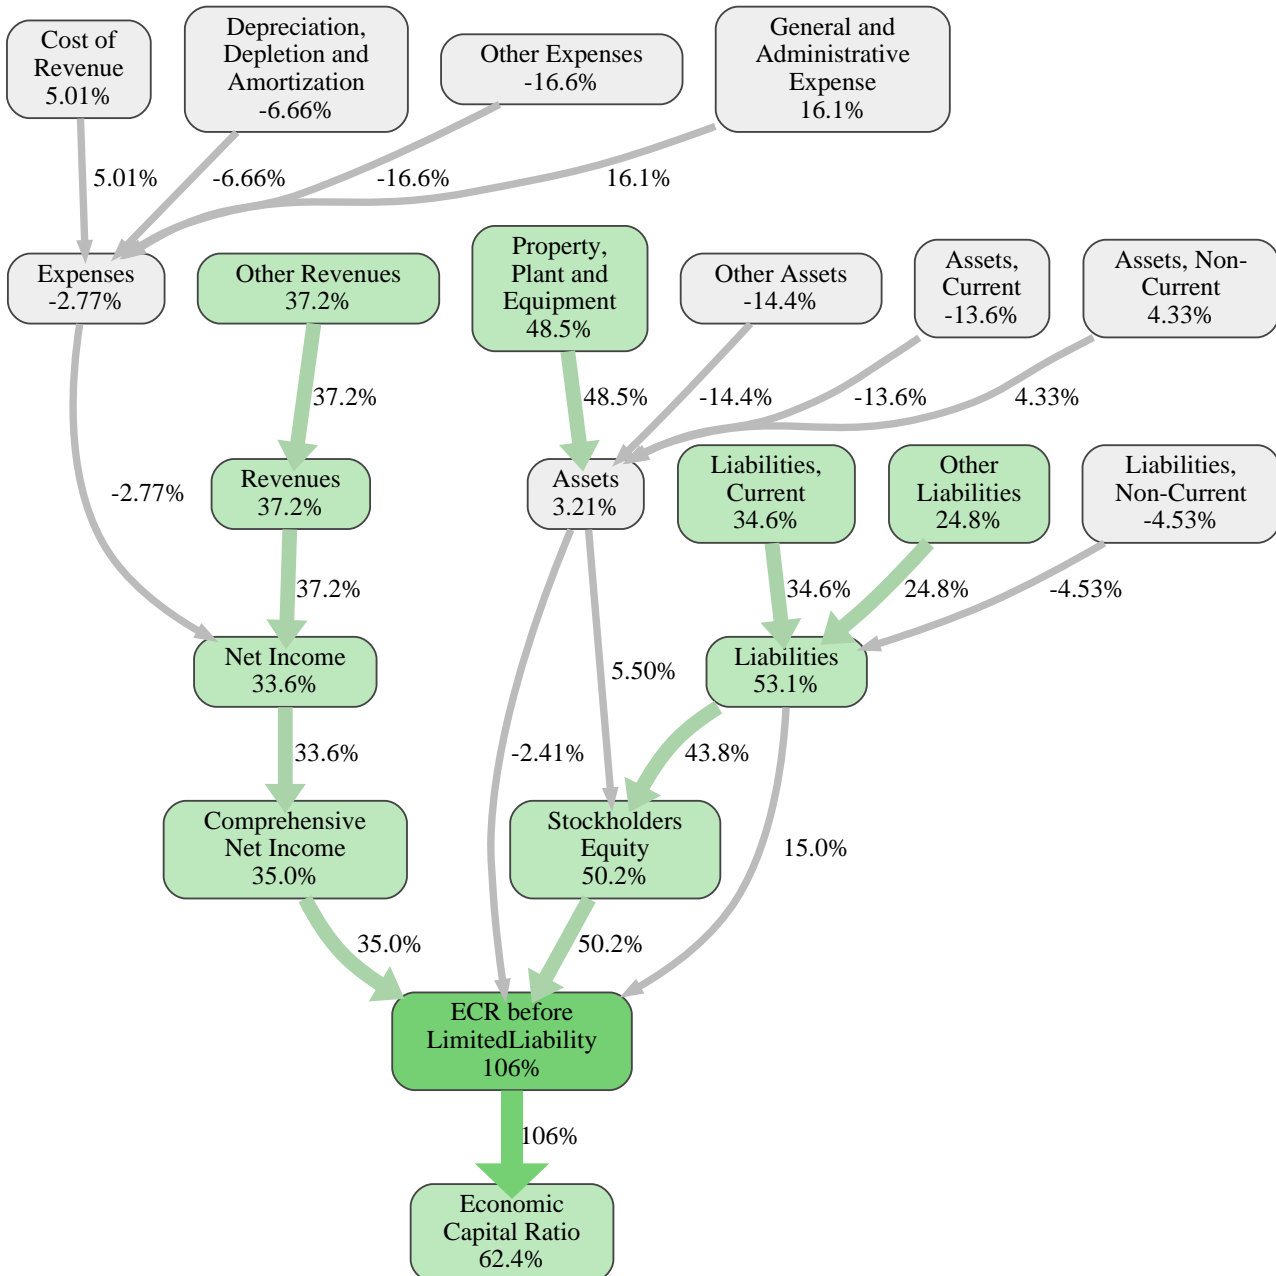 Cost of
Revenue
5.01%
Depreciation,
Depletion and
Amortization
-6.66%
Other Expenses
-16.6%
General and
Administrative
Expense
16.1%
5.01%
-6.66%
-16.6%
16.1%
Expenses
-2.77%
Other Revenues
37.2%
Property,
Plant and
Equipment
48.5%
Other Assets
-14.4%
Assets,
Current
-13.6%
Assets, Non-
Current
4.33%
37.2%
48.5%
-14.4%
-13.6%
4.33%
-2.77%
Revenues
37.2%
Assets
3.21%
Liabilities,
Current
34.6%
Other
Liabilities
24.8%
Liabilities,
Non-Current
-4.53%
37.2%
34.6%
24.8%
-4.53%
Net Income
33.6%
5.50%
Liabilities
53.1%
33.6%
-2.41%
43.8%
Comprehensive
Net Income
35.0%
Stockholders
Equity
50.2%
15.0%
35.0%
50.2%
ECR before
LimitedLiability
106%
106%
Economic
Capital Ratio
62.4%